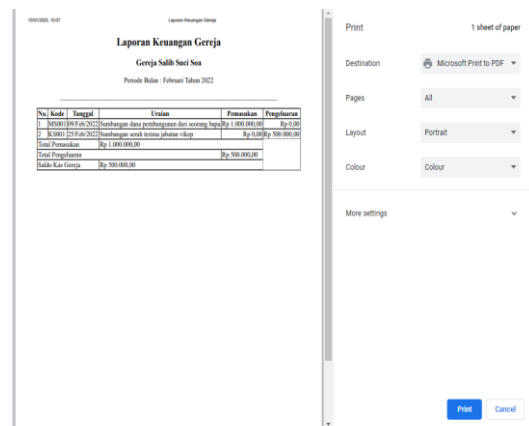 10/01/2020, 10:07 Laporan Keuangan Gereja
Laporan Keuangan Gereja
Gereja Salib Suci Soa
Periode Bulan : Februari Tahun 2022
No. Kode Tanggal Uraian Pemasukan Pengeluaran
1 MS001 09/Feb/2022 Sumbangan dana pembangunan dari seorang bapa Rp 1.000.000,00 Rp 0,00
2 KS001 25/Feb/2022 Sumbangan serah terima jabatan vikep Rp 0,00 Rp 500.000,00
Total Pemasukan Rp 1.000.000,00
Total Pengeluaran Rp 500.000,00
Saldo Kas Gereja Rp 500.000,00
Print 1 sheet of paper
Destination Microsoft Print to PDF
Pages All
Layout Portrait
Colour Colour
More settings
Print Cancel